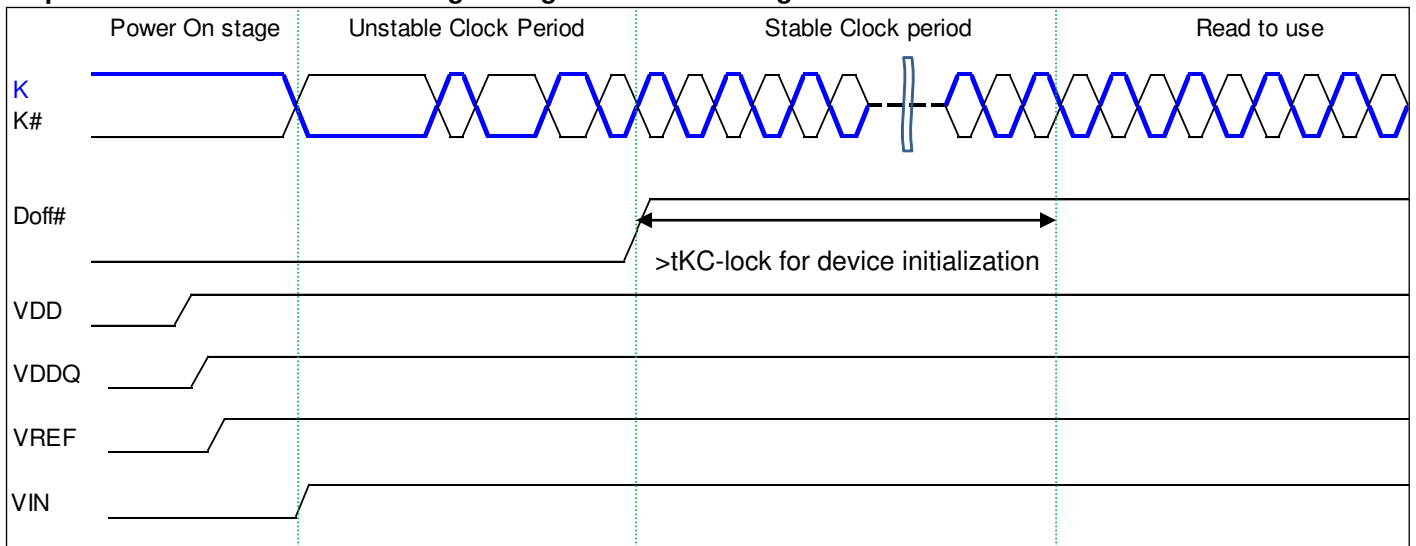 Power On stage Unstable Clock Period Stable Clock period Read to use
K
K#
Doff#
>tKC-lock for device initialization
VDD
VDDQ
VREF
VIN